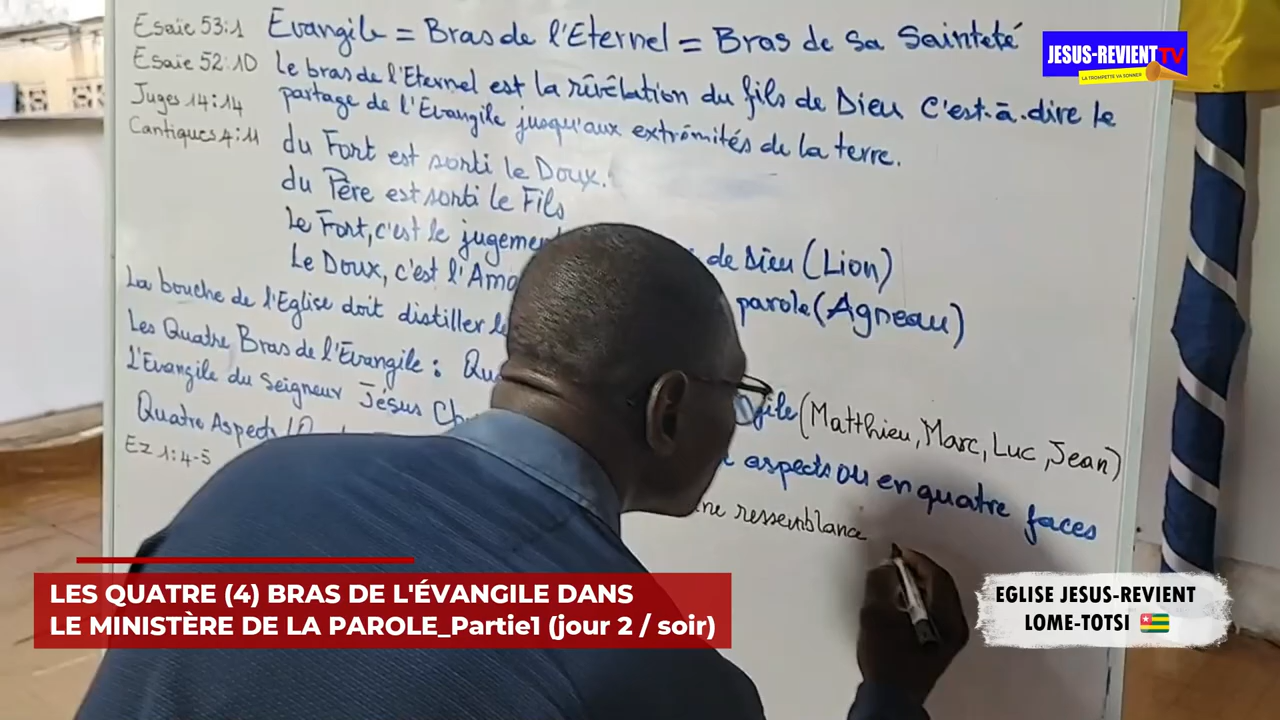 Esaïe 53:1
Esaïe 52:10
Juges 14:14
Cantiques 4:11
Evangile = Bras de l'Eternel = Bras de sa Sainteté
Le bras de l'Eternel est la révélation du fils de Dieu C'est-à-dire le
partage de l'Evangile jusqu'aux extrémités de la terre.
du Fort est sorti le Doux.
du Père est sorti le Fils
Le Fort, c'est le jugeme
de Dieu (Lion)
Le Doux, c'est l'Amo
parole (Agneau)
La bouche de l'Eglise doit distiller le
Les Quatre Bras de l'Evangile : Qu
gile (Matthieu, Marc, Luc, Jean)
l'Evangile du Seigneur Jésus Ch
aspects ou en quatre faces
Quatre Aspects
ne ressemblance
Ez 1:4-5
JESUS-REVIENT TV
LA TROMPETTE VA SONNER
LES QUATRE (4) BRAS DE L'ÉVANGILE DANS
LE MINISTÈRE DE LA PAROLE_Partie1 (jour 2 / soir)
EGLISE JESUS-REVIENT
LOME-TOTSI